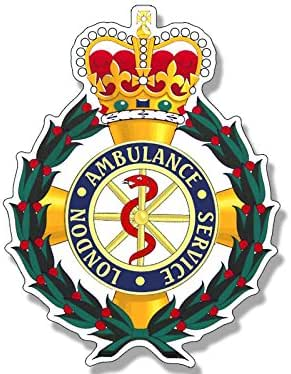 LONDON · AMBULANCE · SERVICE ·